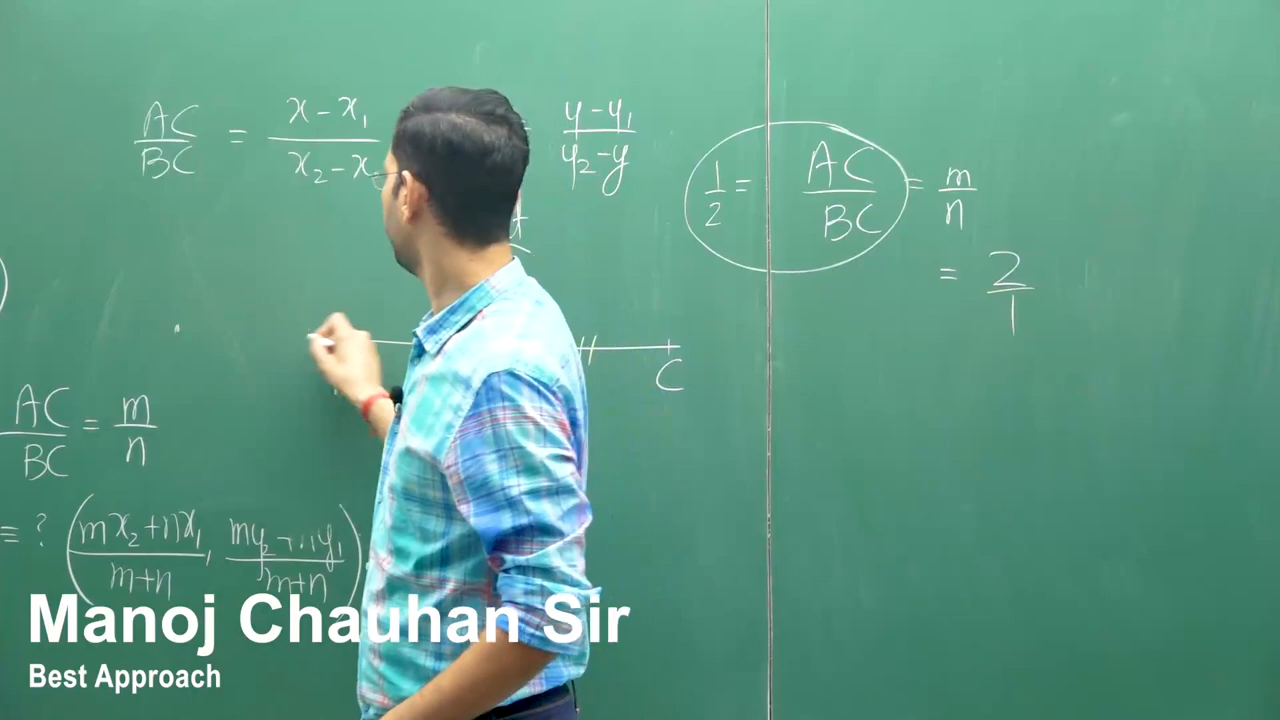 AC/BC = x - x₁/x₂ - x = y - y₁/y₂ - y
1/2 = AC/BC = m/n
= 2/1
C
AC/BC = m/n
≡ ? (mx₂ + nx₁/m + n, my₂ + ny₁/m + n)
Manoj Chauhan Sir
Best Approach